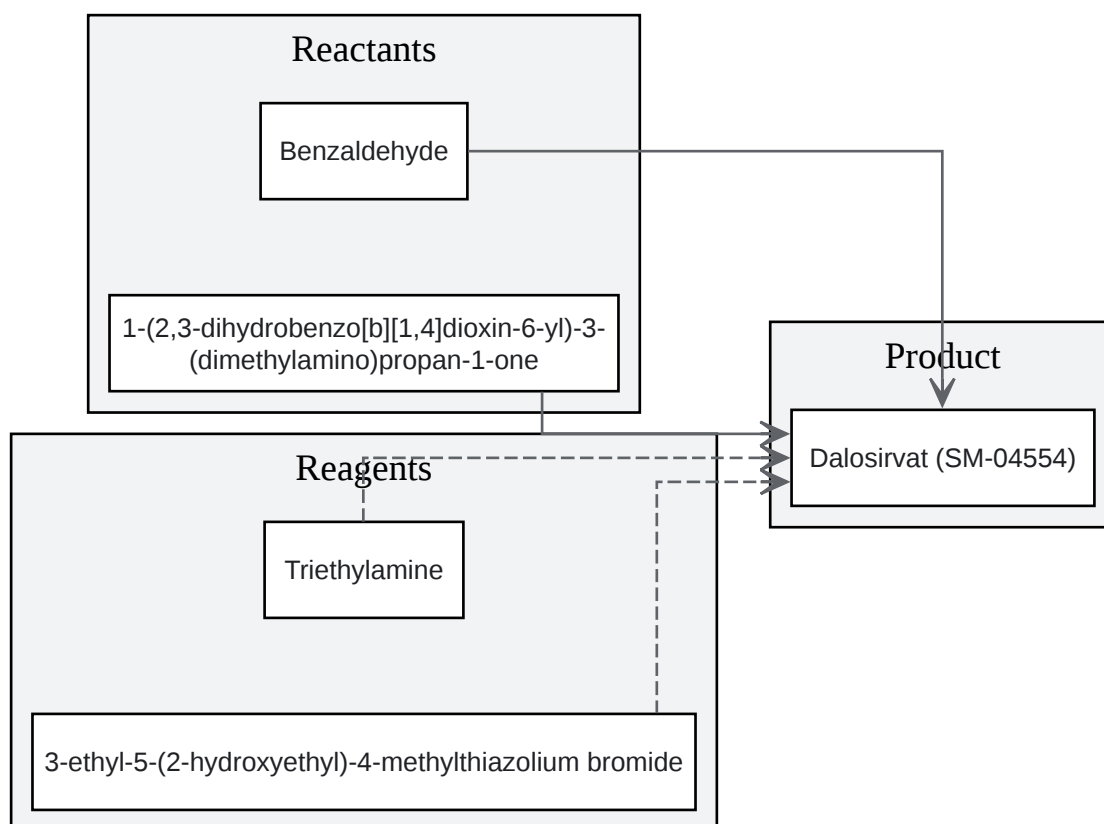 Reactants
Benzaldehyde
1-(2,3-dihydrobenzo[b][1,4]dioxin-6-yl)-3-
(dimethylamino)propan-1-one
Product
Dalosirvat (SM-04554)
Reagents
Triethylamine
3-ethyl-5-(2-hydroxyethyl)-4-methylthiazolium bromide